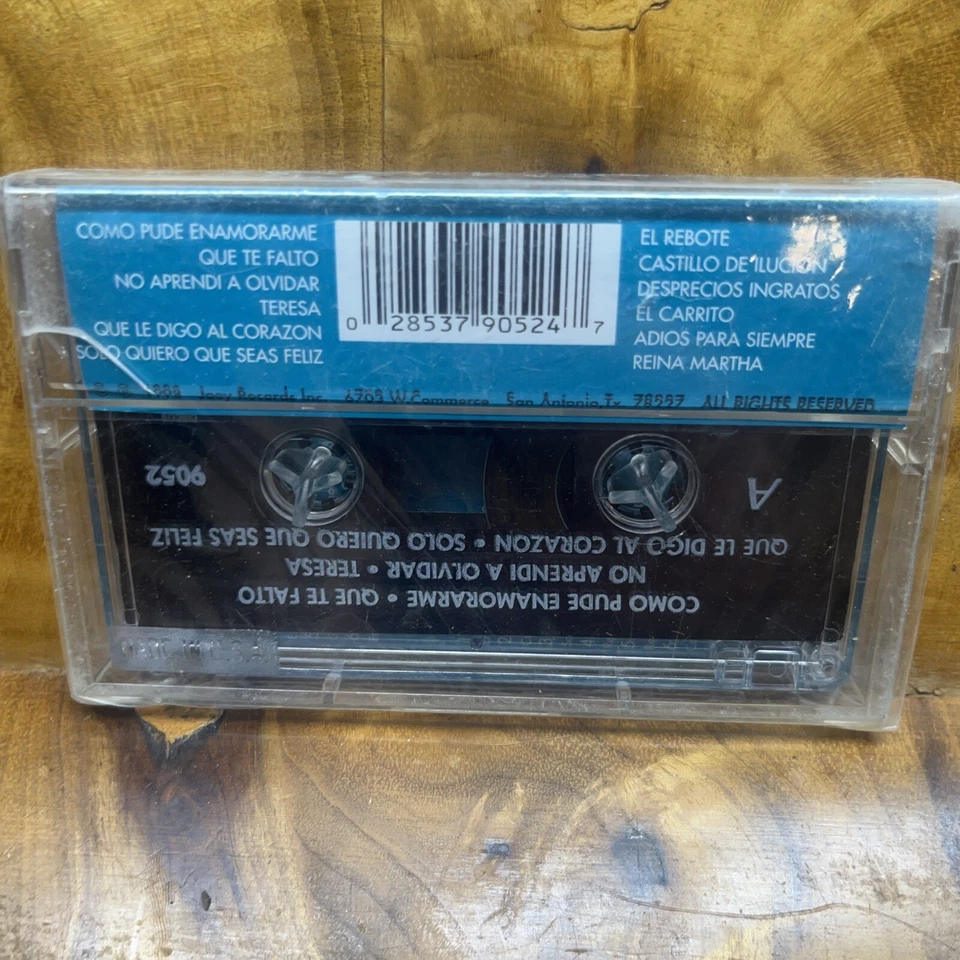 COMO PUDE ENAMORARME
QUE TE FALTO
NO APRENDI A OLVIDAR
TERESA
QUE LE DIGO AL CORAZON
SOLO QUIERO QUE SEAS FELIZ
0 28537 90524 7
EL REBOTE
CASTILLO DE ILUCION
DESPRECIOS INGRATOS
EL CARRITO
ADIOS PARA SIEMPRE
REINA MARTHA
Joey Records Inc. 6703 W. Commerce San Antonio, Tx. ALL RIGHTS RESERVED
COMO PUDE ENAMORARME • QUE TE FALTO
NO APRENDI A OLVIDAR • TERESA
QUE LE DIGO AL CORAZON • SOLO QUIERO QUE SEAS FELIZ
A
9052